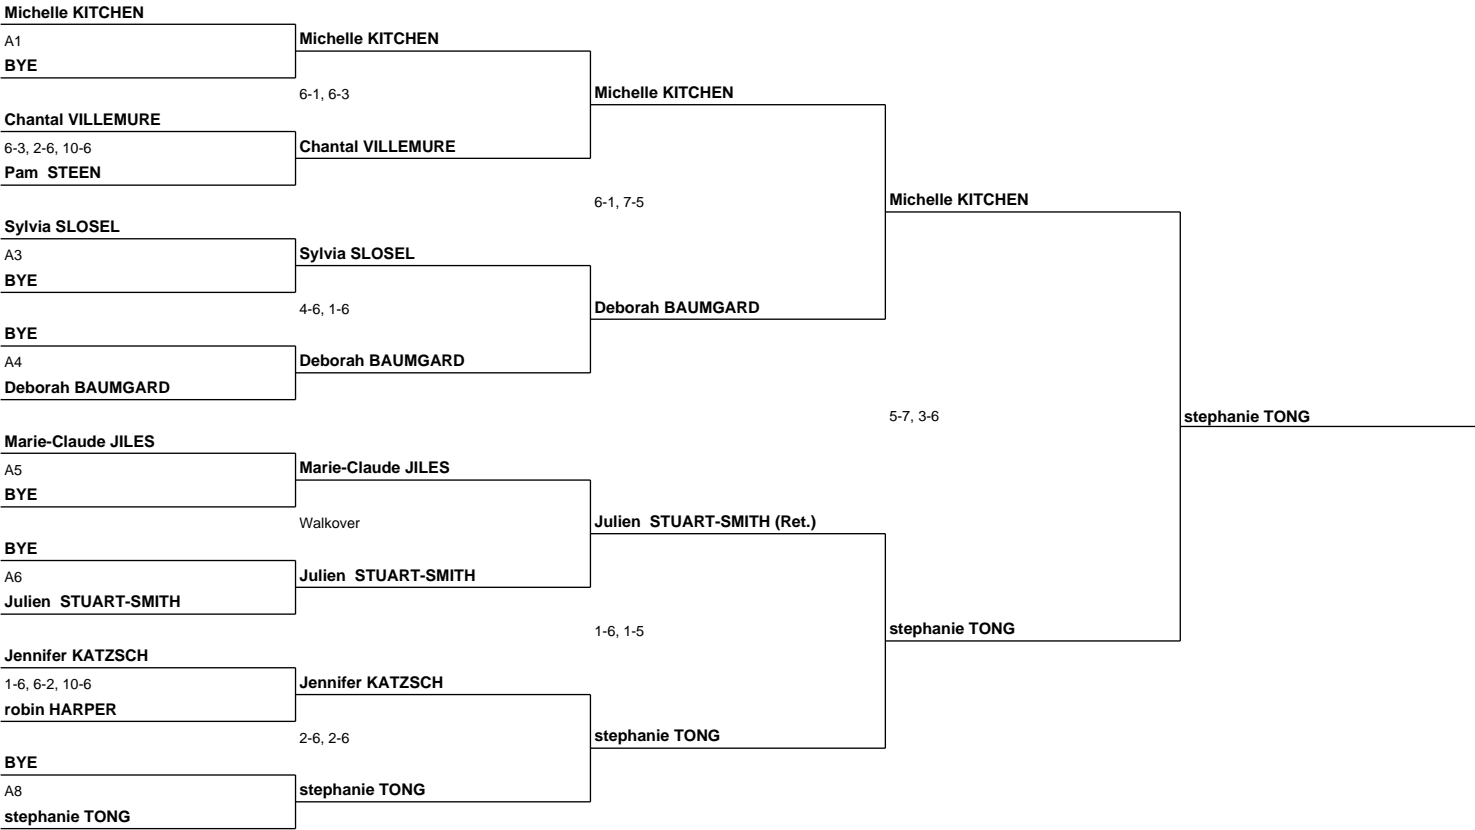 Michelle KITCHEN
A1
BYE
Chantal VILLEMURE
6-3, 2-6, 10-6
Pam  STEEN
Sylvia SLOSEL
A3
BYE
BYE
A4
Deborah BAUMGARD
Marie-Claude JILES
A5
BYE
BYE
A6
Julien  STUART-SMITH
Jennifer KATZSCH
1-6, 6-2, 10-6
robin HARPER
BYE
A8
stephanie TONG
Michelle KITCHEN
6-1, 6-3
Chantal VILLEMURE
Sylvia SLOSEL
4-6, 1-6
Deborah BAUMGARD
Marie-Claude JILES
Walkover
Julien  STUART-SMITH
Jennifer KATZSCH
2-6, 2-6
stephanie TONG
Michelle KITCHEN
6-1, 7-5
Deborah BAUMGARD
Julien  STUART-SMITH (Ret.)
1-6, 1-5
stephanie TONG
Michelle KITCHEN
5-7, 3-6
stephanie TONG
stephanie TONG